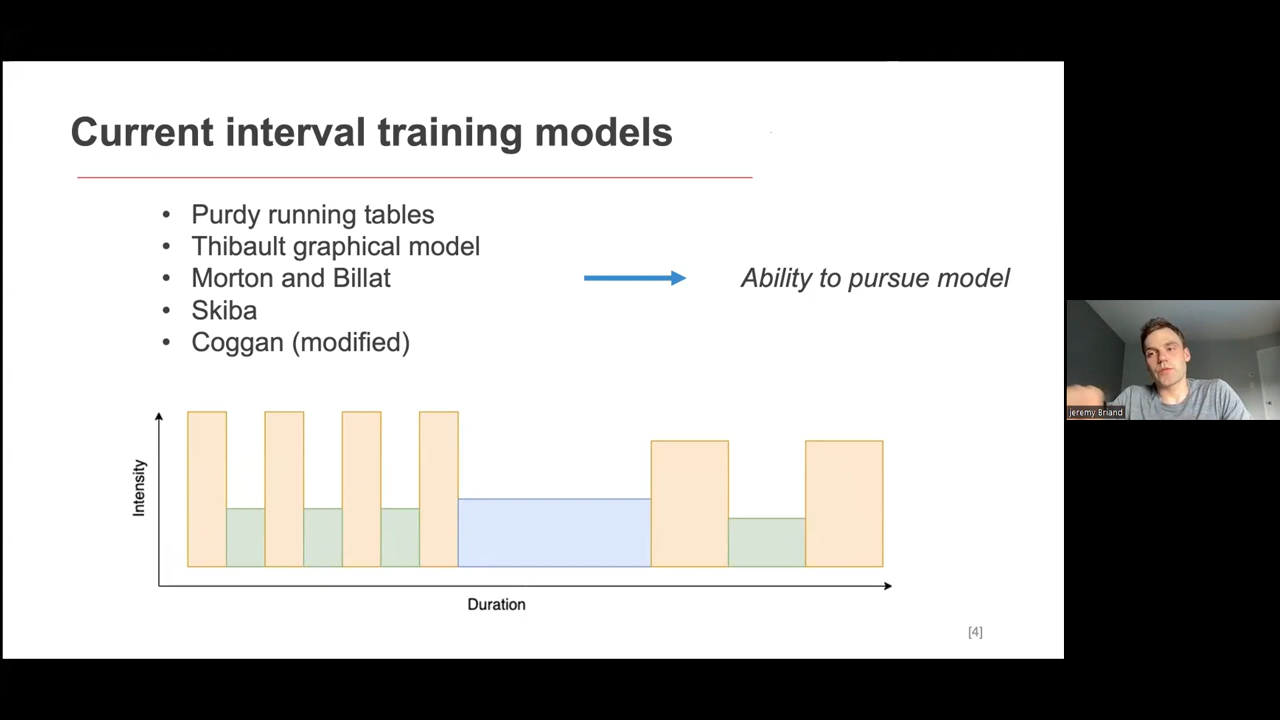 Current interval training models
• Purdy running tables
• Thibault graphical model
• Morton and Billat
• Skiba
• Coggan (modified)
Ability to pursue model
Intensity
Duration
[4]
jeremy Briand